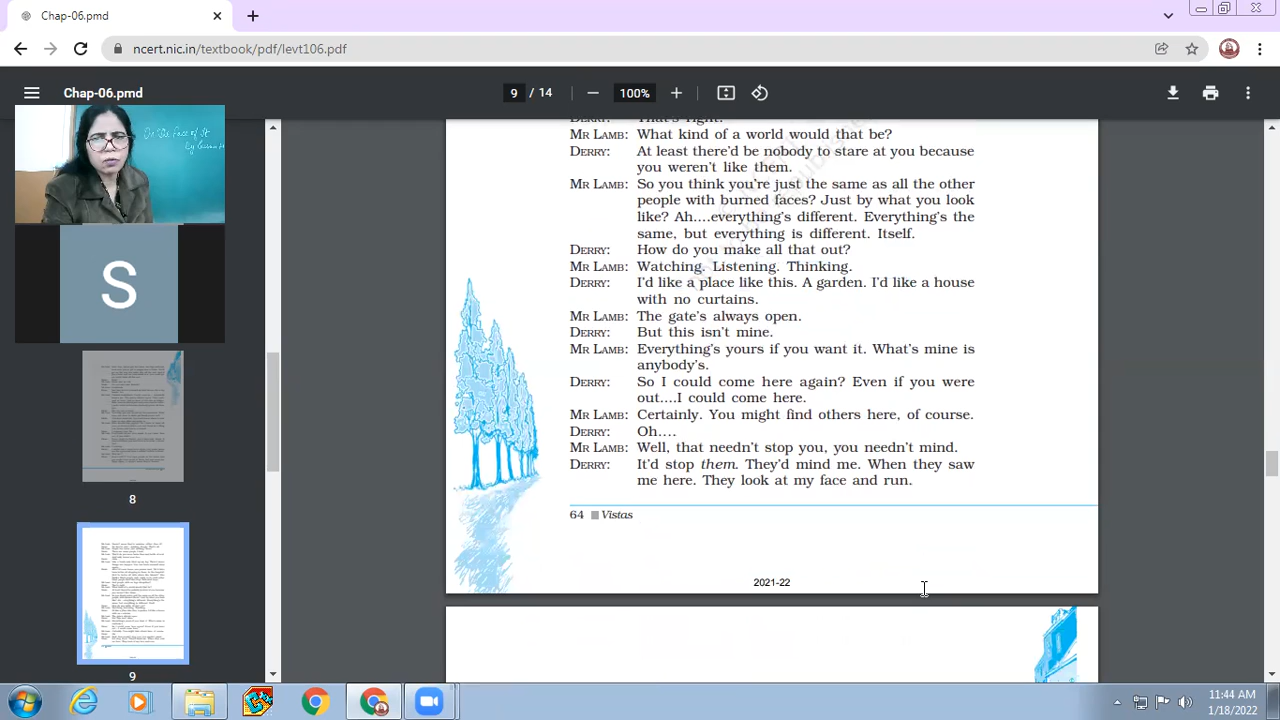 Chap-06.pmd
ncert.nic.in/textbook/pdf/levt106.pdf
Chap-06.pmd
9 / 14
100%
DERRY: That's right.
MR LAMB: What kind of a world would that be?
DERRY: At least there'd be nobody to stare at you because
you weren't like them.
MR LAMB: So you think you're just the same as all the other
people with burned faces? Just by what you look
like? Ah....everything's different. Everything's the
same, but everything is different. Itself.
DERRY: How do you make all that out?
MR LAMB: Watching. Listening. Thinking.
DERRY: I'd like a place like this. A garden. I'd like a house
with no curtains.
MR LAMB: The gate's always open.
DERRY: But this isn't mine.
MR LAMB: Everything's yours if you want it. What's mine is
anybody's.
DERRY: So I could come here again? Even if you were
out....I could come here.
MR LAMB: Certainly. You might find others here, of course.
DERRY: Oh....
MR LAMB: Well, that needn't stop you, you needn't mind.
DERRY: It'd stop them. They'd mind me. When they saw
me here. They look at my face and run.
64 Vistas
2021-22
S
8
9
11:44 AM
1/18/2022